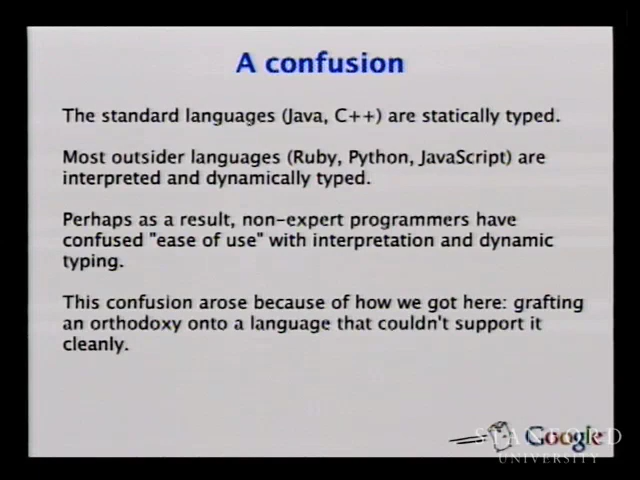 A confusion
The standard languages (Java, C++) are statically typed.
Most outsider languages (Ruby, Python, JavaScript) are
interpreted and dynamically typed.
Perhaps as a result, non-expert programmers have
confused "ease of use" with interpretation and dynamic
typing.
This confusion arose because of how we got here: grafting
an orthodoxy onto a language that couldn't support it
cleanly.
Google
STANFORD
UNIVERSITY